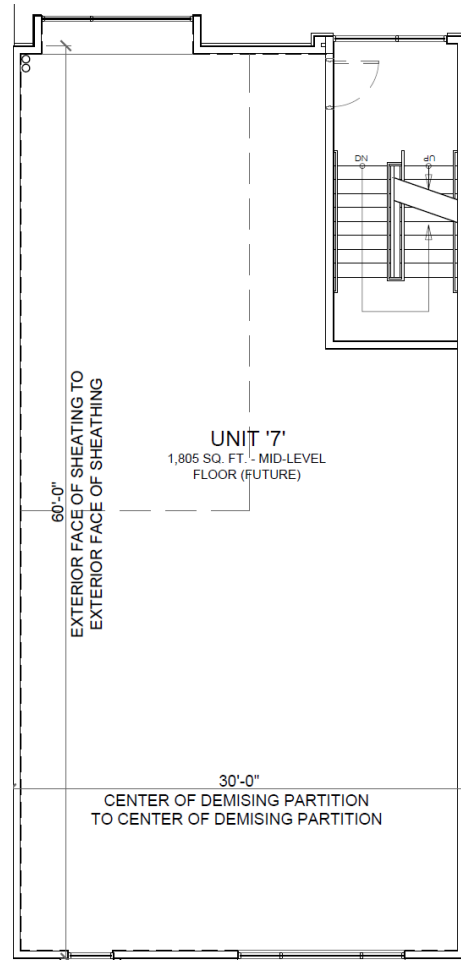 DN
UP
UNIT '7'
1,805 SQ. FT. - MID-LEVEL
FLOOR (FUTURE)
60'-0"
EXTERIOR FACE OF SHEATING TO
EXTERIOR FACE OF SHEATHING
30'-0"
CENTER OF DEMISING PARTITION
TO CENTER OF DEMISING PARTITION